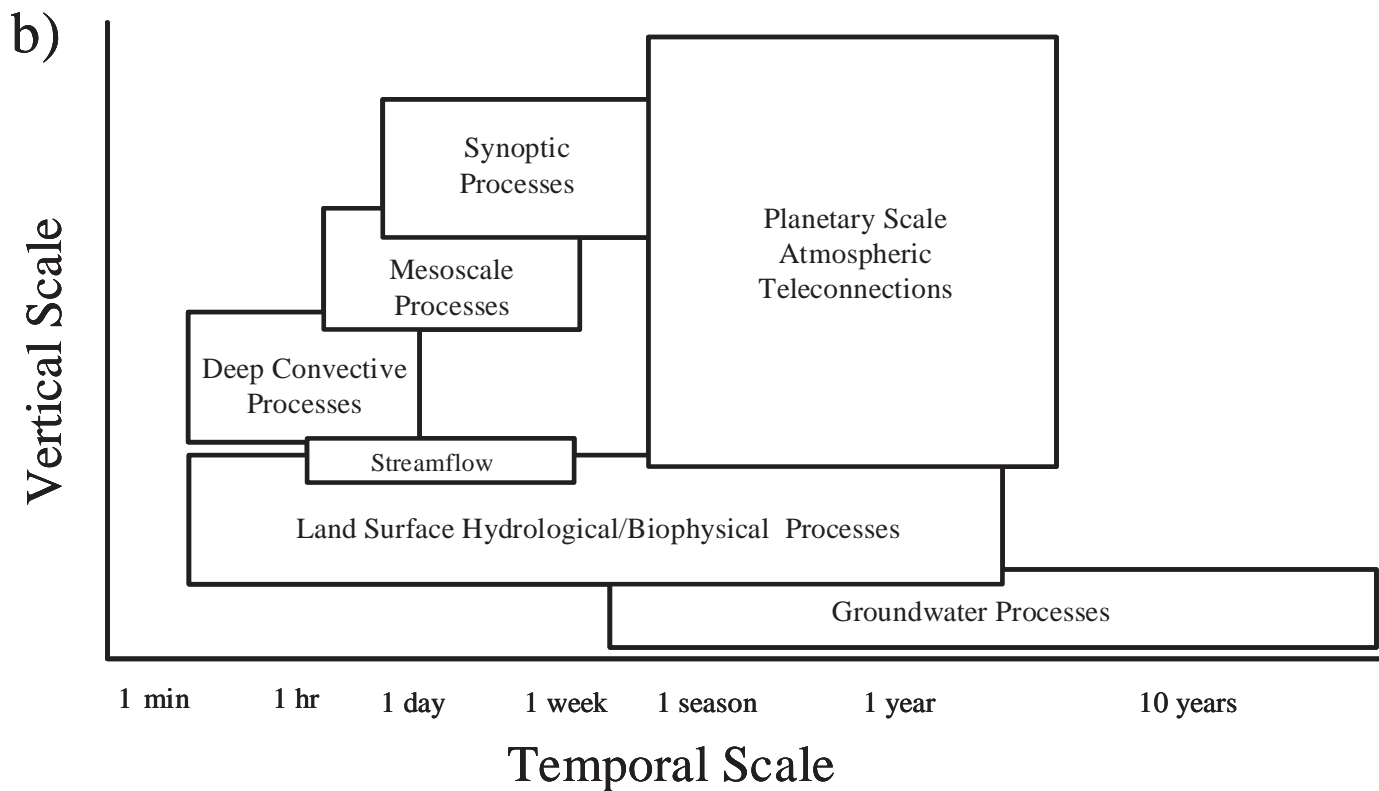 b)
Vertical Scale
Synoptic
Processes
Planetary Scale
Atmospheric
Teleconnections
Mesoscale
Processes
Deep Convective
Processes
Streamflow
Land Surface Hydrological/Biophysical Processes
Groundwater Processes
1 min 1 hr 1 day 1 week 1 season 1 year 10 years
Temporal Scale